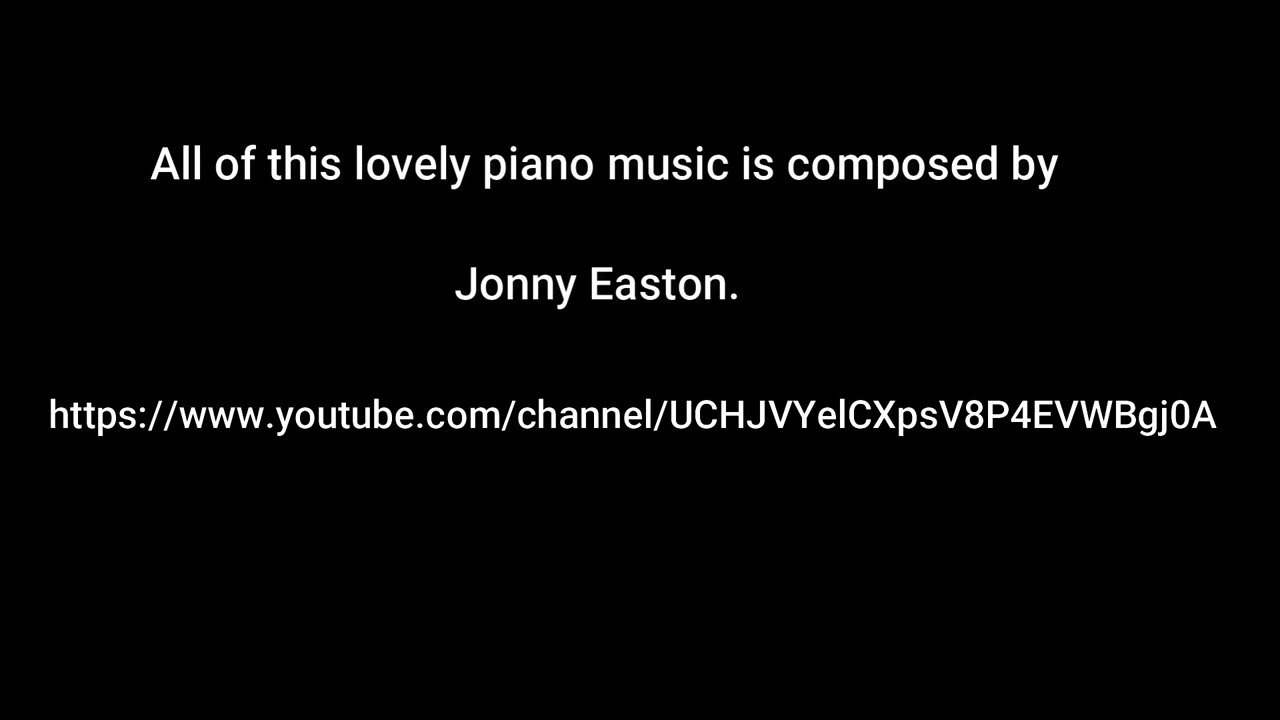 All of this lovely piano music is composed by
Jonny Easton.
https://www.youtube.com/channel/UCHJVYelCXpsV8P4EVWBgj0A